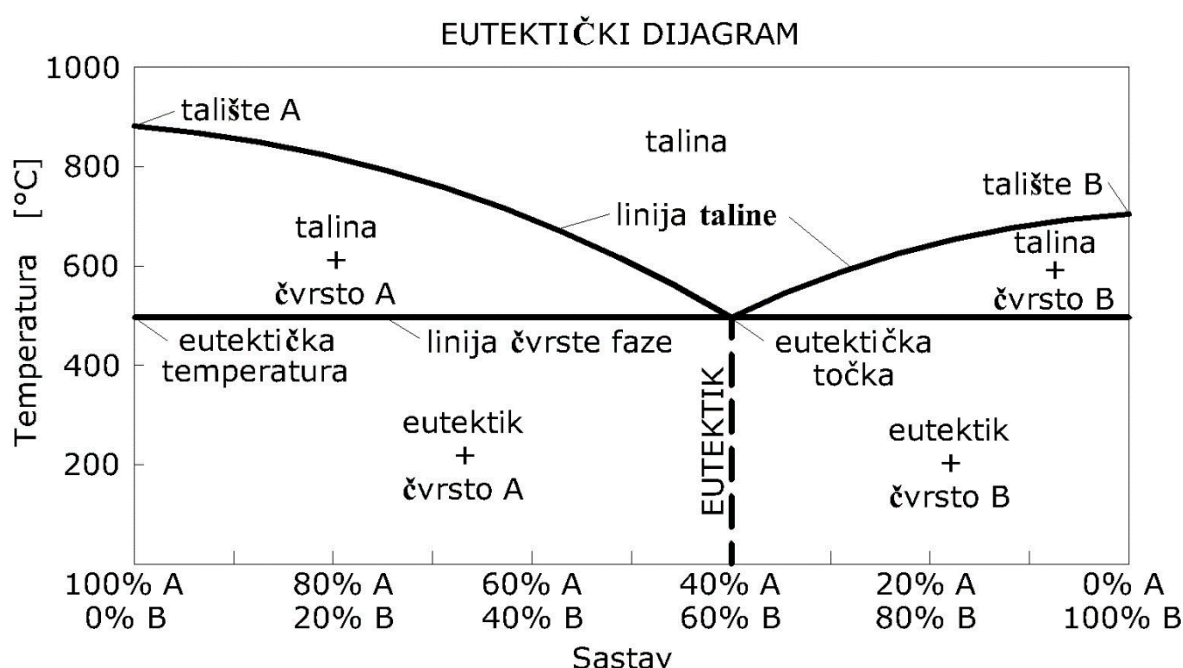 EUTEKTIČKI DIJAGRAM
1000
800
600
400
200
Temperatura [°C]
talište A
talina
talište B
linija taline
talina
+
čvrsto A
talina
+
čvrsto B
eutektička
temperatura
linija čvrste faze
eutektička
točka
eutektik
+
čvrsto A
EUTEKTIK
eutektik
+
čvrsto B
100% A 80% A 60% A 40% A 20% A 0% A
0% B 20% B 40% B 60% B 80% B 100% B
Sastav